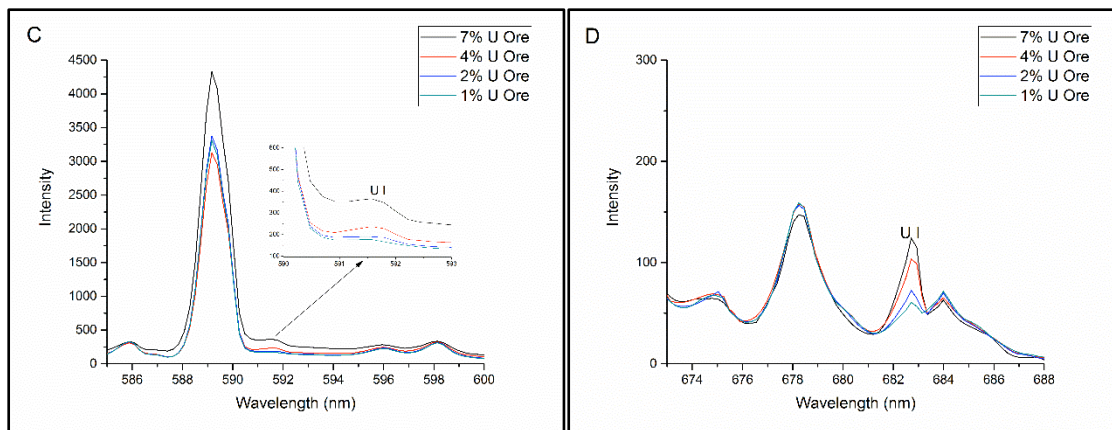 C
7% U Ore
4% U Ore
2% U Ore
1% U Ore
4500
4000
3500
3000
2500
2000
1500
1000
500
0
Intensity
600
500
400
300
200
100
U I
590
591
592
593
586 588 590 592 594 596 598 600
Wavelength (nm)
D
7% U Ore
4% U Ore
2% U Ore
1% U Ore
300
200
100
0
Intensity
U I
674 676 678 680 682 684 686 688
Wavelength (nm)